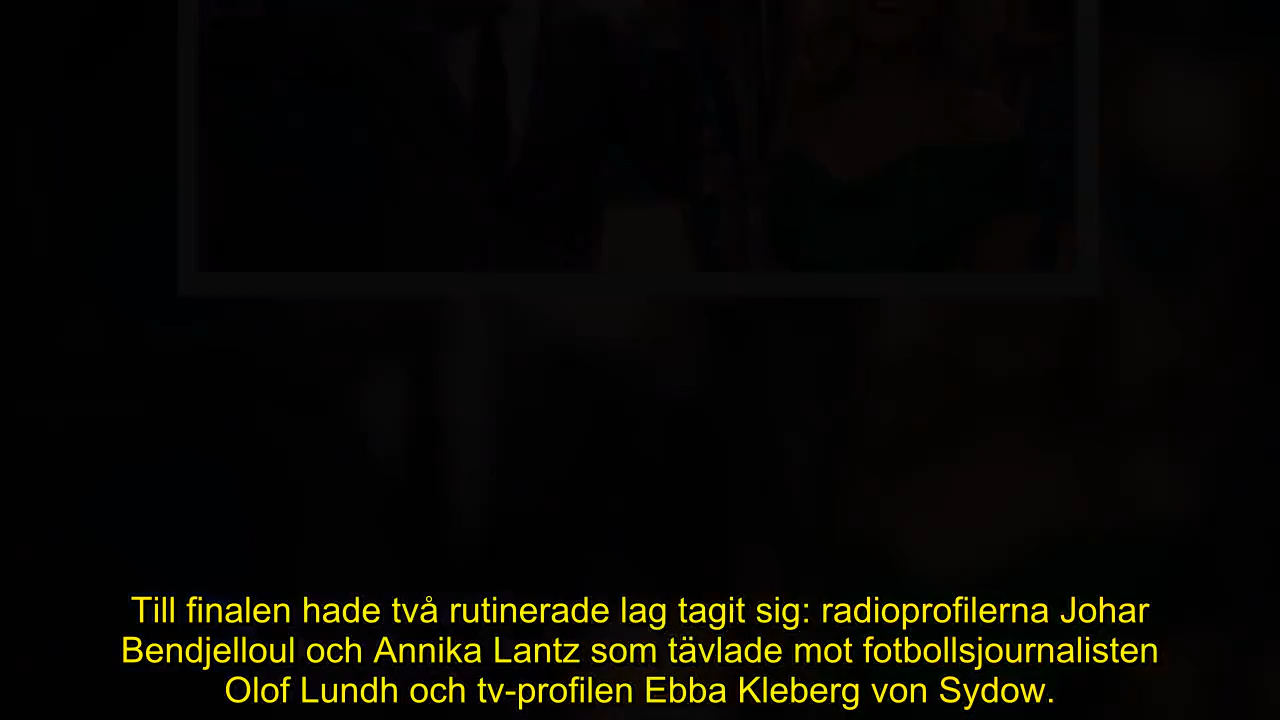 Till finalen hade två rutinerade lag tagit sig: radioprofilerna Johar
Bendjelloul och Annika Lantz som tävlade mot fotbollsjournalisten
Olof Lundh och tv-profilen Ebba Kleberg von Sydow.